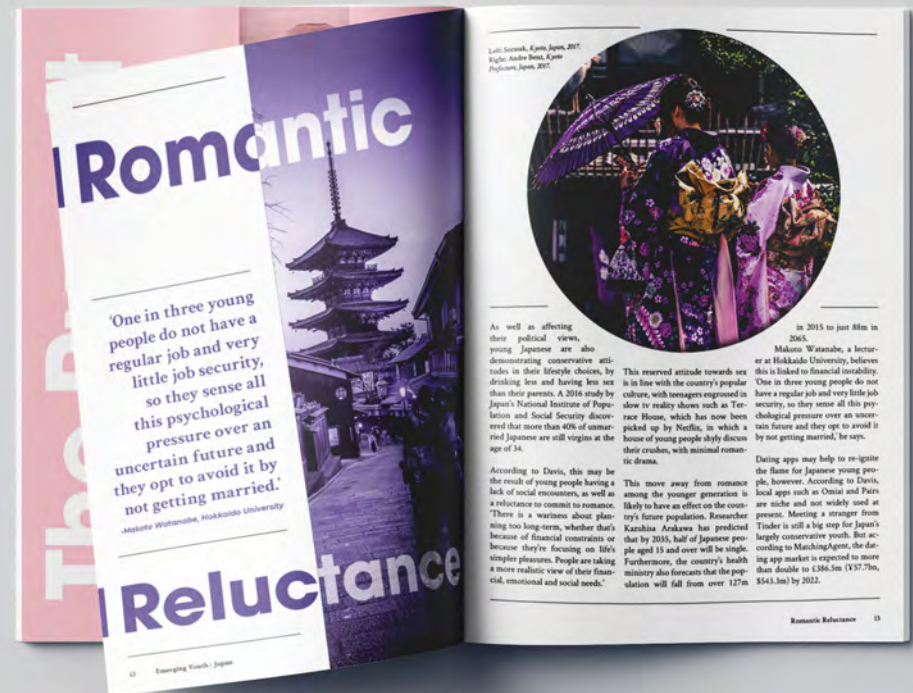 Romantic
'One in three young
people do not have a
regular job and very
little job security,
so they sense all
this psychological
pressure over an
uncertain future and
they opt to avoid it by
not getting married.'
-Makoto Watanabe, Hokkaido University
Reluctance
12 Emerging Youth : Japan
Left: Sorasak, Kyoto, Japan, 2017.
Right: Andre Benz, Kyoto
Prefecture, Japan, 2017.
As well as affecting
their political views,
young Japanese are also
demonstrating conservative atti-
tudes in their lifestyle choices, by
drinking less and having less sex
than their parents. A 2016 study by
Japan's National Institute of Popu-
lation and Social Security discov-
ered that more than 40% of unmar-
ried Japanese are still virgins at the
age of 34.
According to Davis, this may be
the result of young people having a
lack of social encounters, as well as
a reluctance to commit to romance.
'There is a wariness about plan-
ning too long-term, whether that's
because of financial constraints or
because they're focusing on life's
simpler pleasures. People are taking
a more realistic view of their finan-
cial, emotional and social needs.'
This reserved attitude towards sex
is in line with the country's popular
culture, with teenagers engrossed in
slow tv reality shows such as Ter-
race House, which has now been
picked up by Netflix, in which a
house of young people shyly discuss
their crushes, with minimal roman-
tic drama.
This move away from romance
among the younger generation is
likely to have an effect on the coun-
try's future population. Researcher
Kazuhisa Arakawa has predicted
that by 2035, half of Japanese peo-
ple aged 15 and over will be single.
Furthermore, the country's health
ministry also forecasts that the pop-
ulation will fall from over 127m
in 2015 to just 88m in
2065.
Makoto Watanabe, a lectur-
er at Hokkaido University, believes
this is linked to financial instability.
'One in three young people do not
have a regular job and very little job
security, so they sense all this psy-
chological pressure over an uncer-
tain future and they opt to avoid it
by not getting married,' he says.
Dating apps may help to re-ignite
the flame for Japanese young peo-
ple, however. According to Davis,
local apps such as Omiai and Pairs
are niche and not widely used at
present. Meeting a stranger from
Tinder is still a big step for Japan's
largely conservative youth. But ac-
cording to MatchingAgent, the dat-
ing app market is expected to more
than double to £386.5m (¥57.7bn,
$543.3m) by 2022.
Romantic Reluctance 13